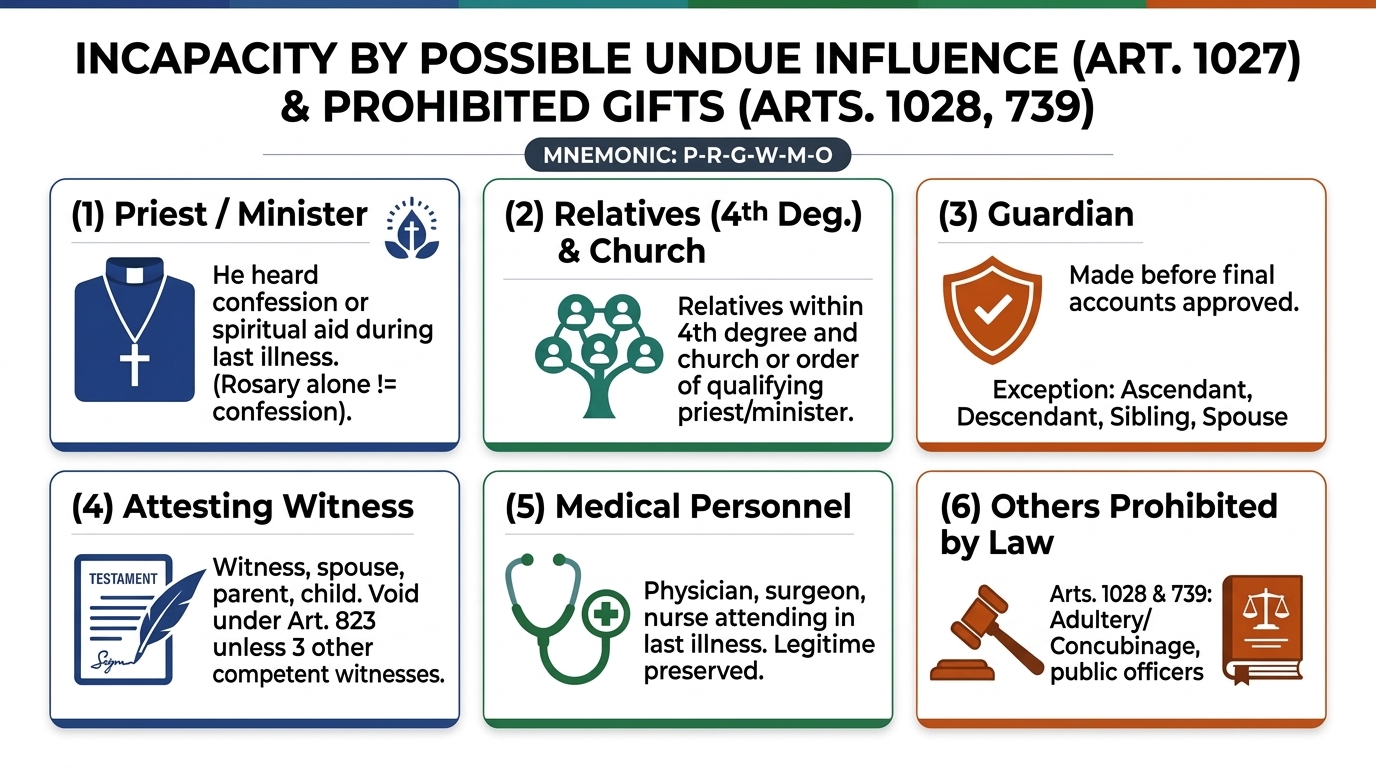 INCAPACITY BY POSSIBLE UNDUE INFLUENCE (ART. 1027)
& PROHIBITED GIFTS (ARTS. 1028, 739)
MNEMONIC: P-R-G-W-M-O
(1) Priest / Minister
He heard
confession or
spiritual aid during
last illness.
(Rosary alone !=
confession).
(2) Relatives (4th Deg.)
& Church
Relatives within
4th degree and
church or order
of qualifying
priest/minister.
(3) Guardian
Made before final
accounts approved.
Exception: Ascendant,
Descendant, Sibling, Spouse
(4) Attesting Witness
TESTAMENT
Witness, spouse,
parent, child. Void
under Art. 823
unless 3 other
competent witnesses.
(5) Medical Personnel
Physician, surgeon,
nurse attending in
last illness. Legitime
preserved.
(6) Others Prohibited
by Law
Arts. 1028 & 739:
Adultery/
Concubinage,
public officers